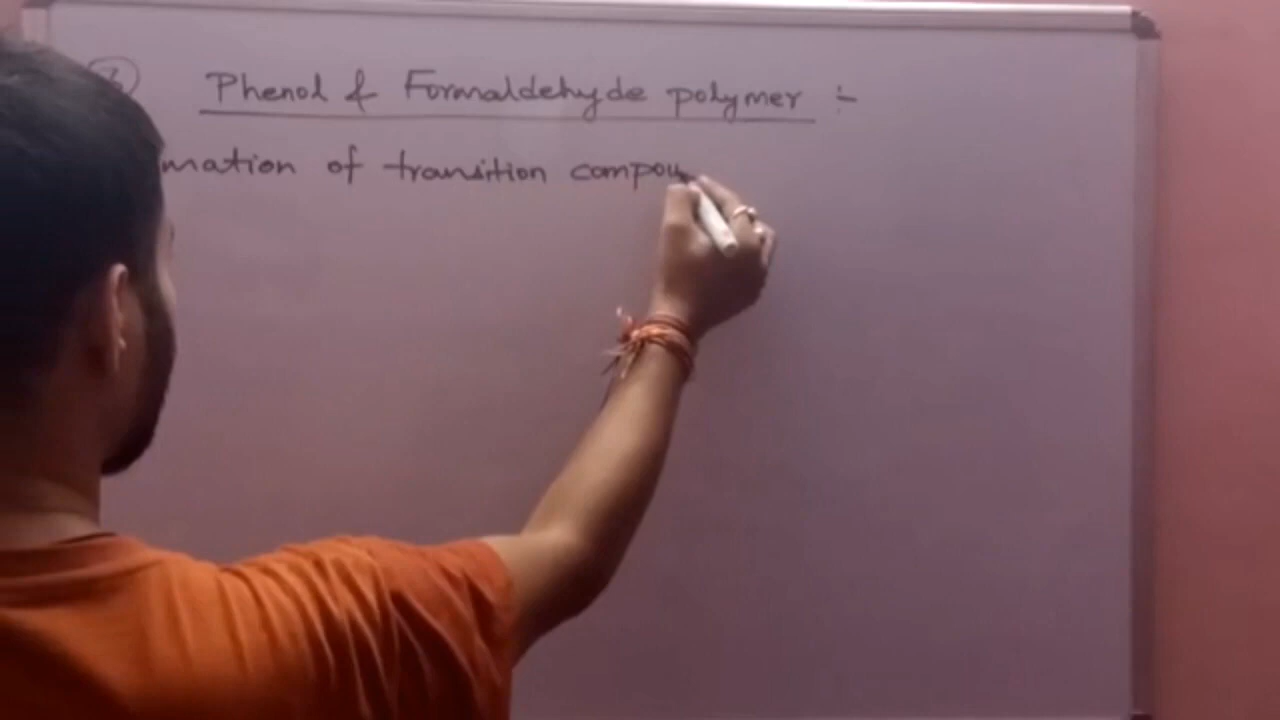 Phenol & Formaldehyde polymer :-
mation of transition compou